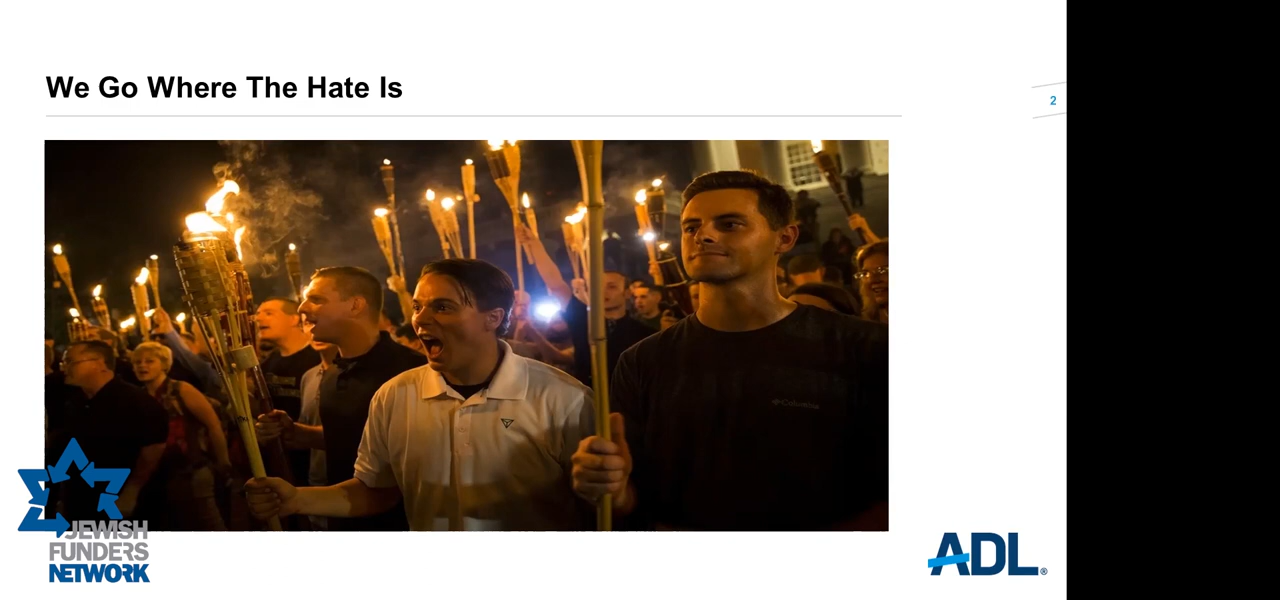 We Go Where The Hate Is
2
Columbia
JEWISH
FUNDERS
NETWORK
ADL®